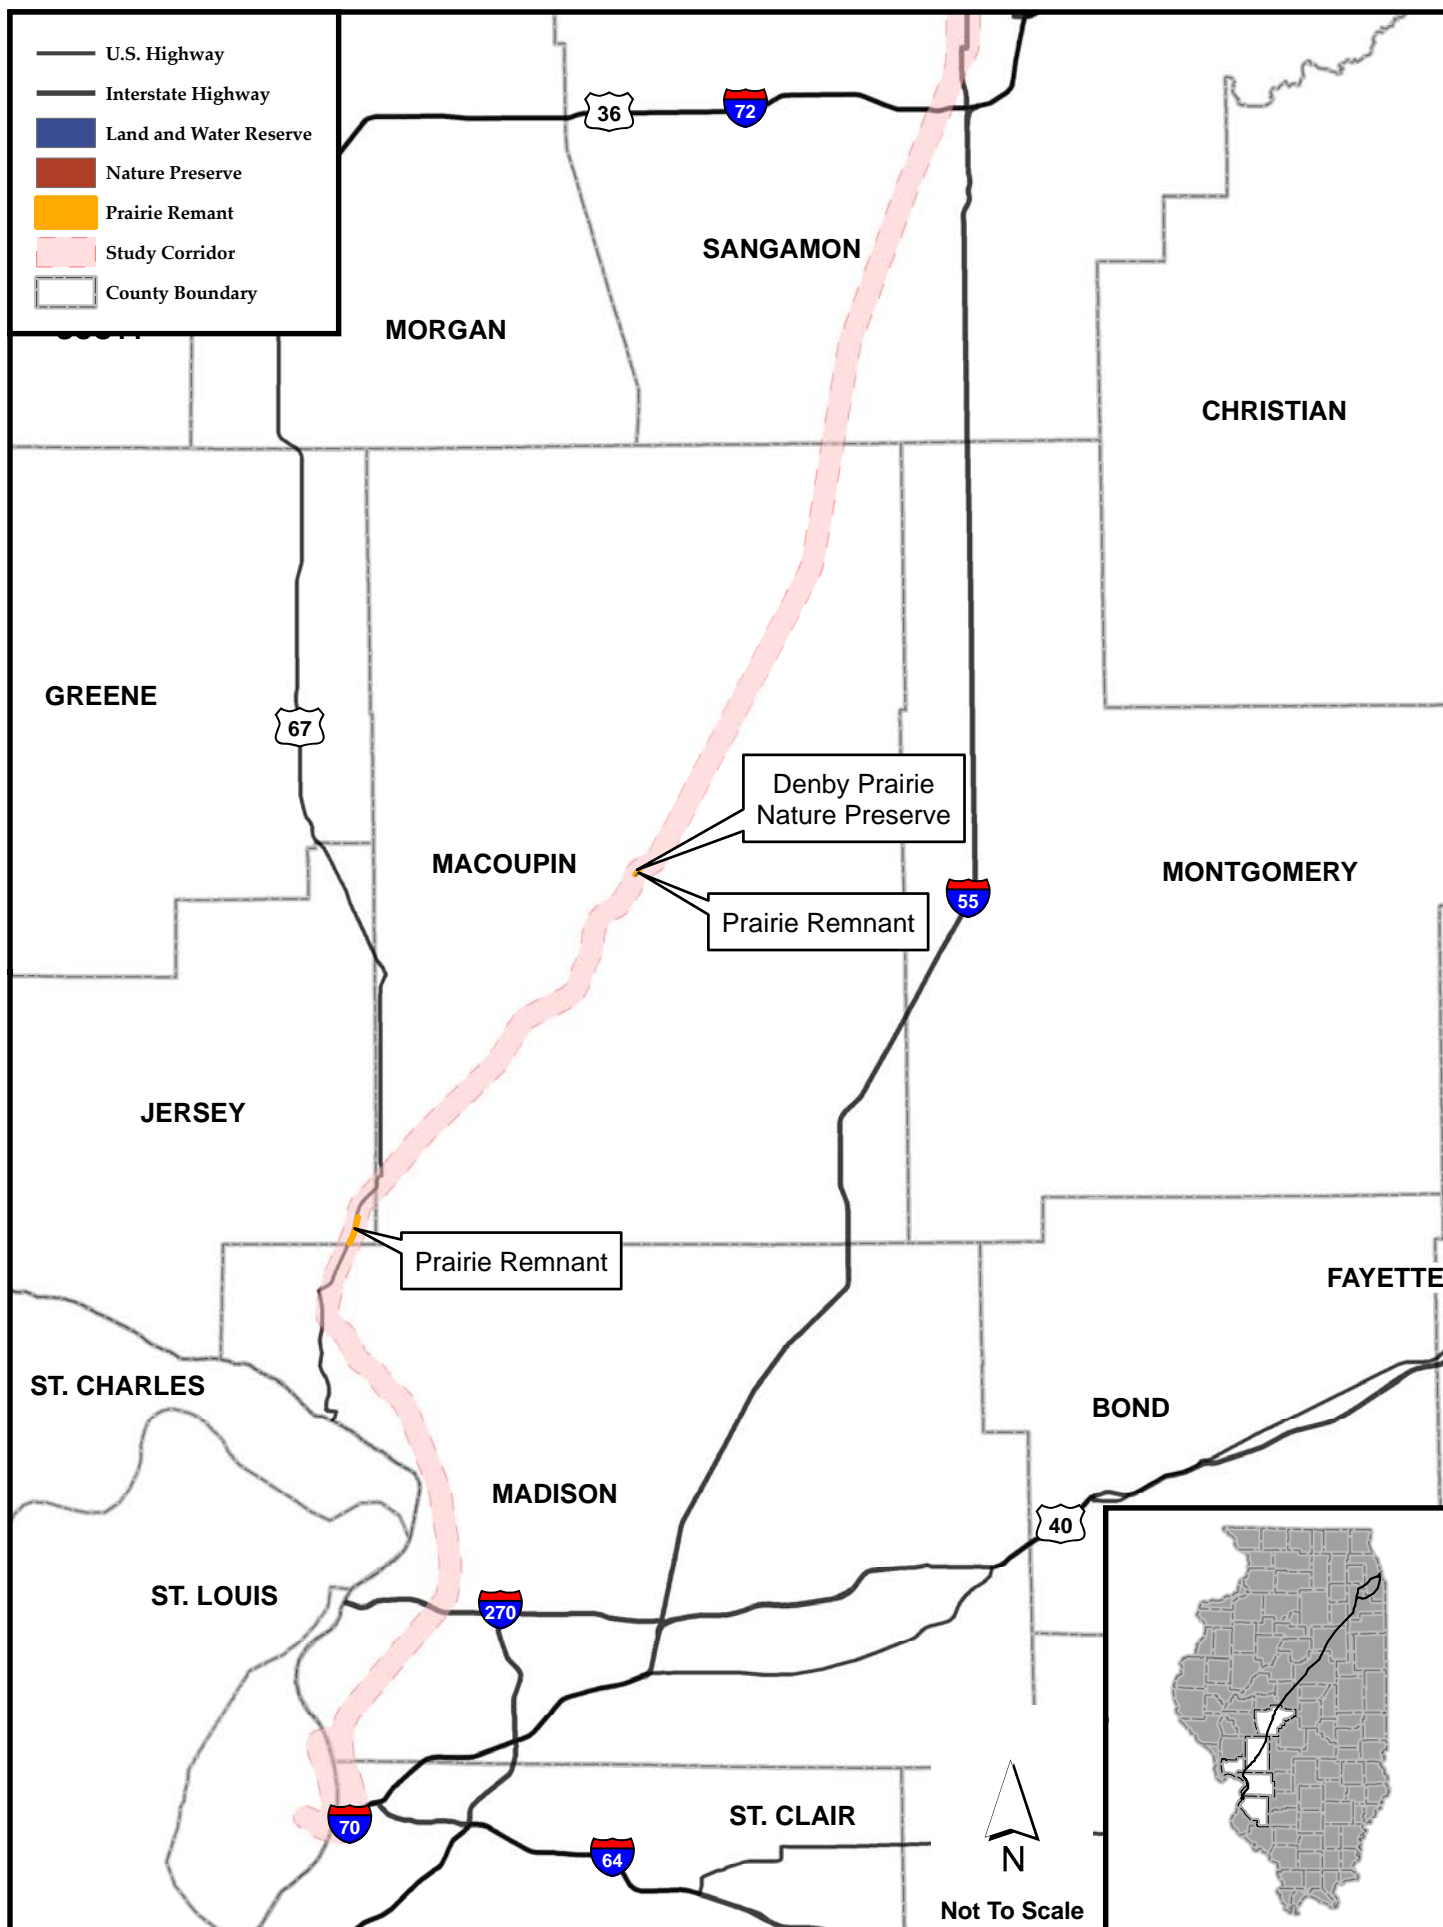 U.S. Highway
Interstate Highway
Land and Water Reserve
Nature Preserve
Prairie Remant
Study Corridor
County Boundary
36
72
SANGAMON
MORGAN
CHRISTIAN
GREENE
67
Denby Prairie
Nature Preserve
MACOUPIN
MONTGOMERY
55
Prairie Remnant
JERSEY
Prairie Remnant
FAYETTE
ST. CHARLES
BOND
MADISON
40
ST. LOUIS
270
ST. CLAIR
70
64
N
Not To Scale